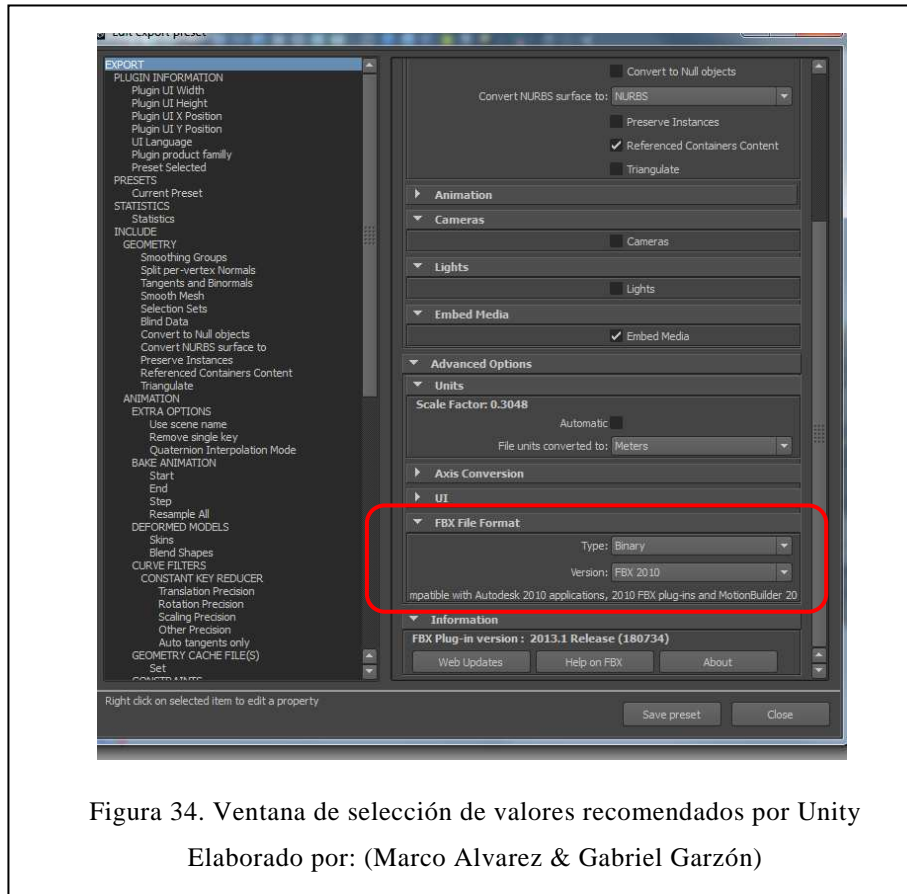 Edit export preset
EXPORT
PLUGIN INFORMATION
Plugin UI Width
Plugin UI Height
Plugin UI X Position
Plugin UI Y Position
UI Language
Plugin product familly
Preset Selected
PRESETS
Current Preset
STATISTICS
Statistics
INCLUDE
GEOMETRY
Smoothing Groups
Split per-vertex Normals
Tangents and Binormals
Smooth Mesh
Selection Sets
Blind Data
Convert to Null objects
Convert NURBS surface to
Preserve Instances
Referenced Containers Content
Triangulate
ANIMATION
EXTRA OPTIONS
Use scene name
Remove single key
Quaternion Interpolation Mode
BAKE ANIMATION
Start
End
Step
Resample All
DEFORMED MODELS
Skins
Blend Shapes
CURVE FILTERS
CONSTANT KEY REDUCER
Translation Precision
Rotation Precision
Scaling Precision
Other Precision
Auto tangents only
GEOMETRY CACHE FILE(S)
Set
CONSTRAINTS
Convert to Null objects
Convert NURBS surface to: NURBS
Preserve Instances
Referenced Containers Content
Triangulate
Animation
Cameras
Cameras
Lights
Lights
Embed Media
Embed Media
Advanced Options
Units
Scale Factor: 0.3048
Automatic
File units converted to: Meters
Axis Conversion
UI
FBX File Format
Type: Binary
Version: FBX 2010
mpatible with Autodesk 2010 applications, 2010 FBX plug-ins and MotionBuilder 20
Information
FBX Plug-in version : 2013.1 Release (180734)
Web Updates Help on FBX About
Right click on selected item to edit a property
Save preset Close
Figura 34. Ventana de selección de valores recomendados por Unity
Elaborado por: (Marco Alvarez & Gabriel Garzón)